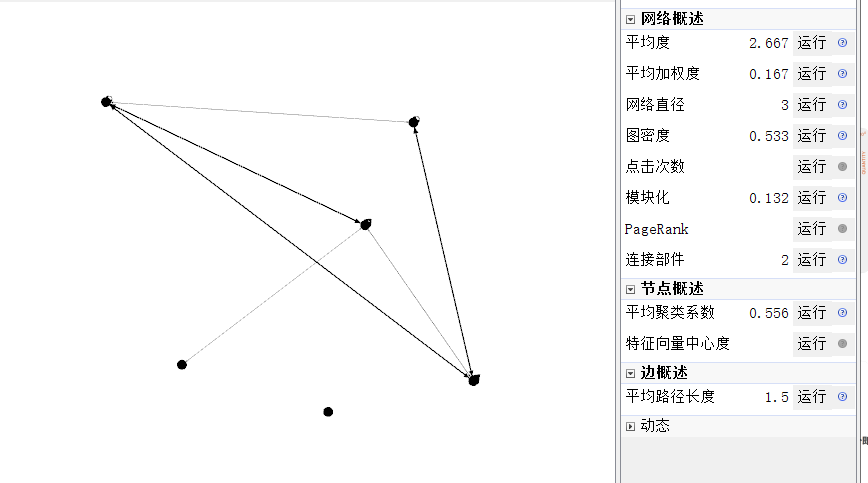 网络概述
平均度 2.667 运行
平均加权度 0.167 运行
网络直径 3 运行
图密度 0.533 运行
点击次数 运行
模块化 0.132 运行
PageRank 运行
连接部件 2 运行
节点概述
平均聚类系数 0.556 运行
特征向量中心度 运行
边概述
平均路径长度 1.5 运行
动态